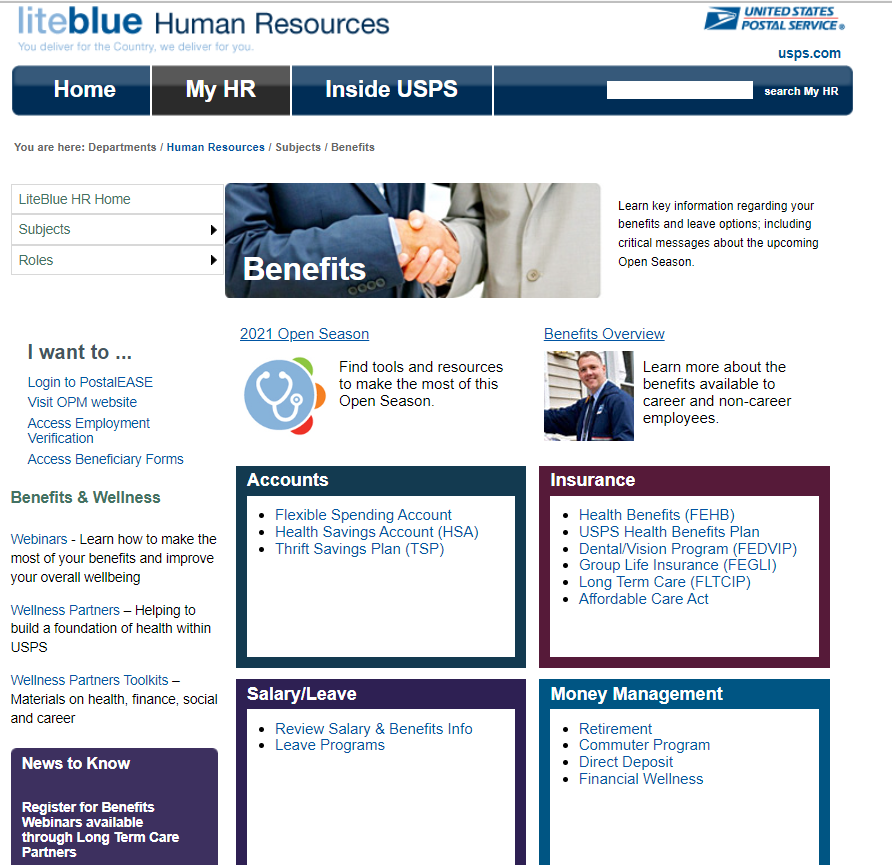 liteblue Human Resources
You deliver for the Country, we deliver for you.
UNITED STATES
POSTAL SERVICE®
usps.com
Home
My HR
Inside USPS
search My HR
You are here: Departments / Human Resources / Subjects / Benefits
LiteBlue HR Home
Subjects
Roles
Benefits
Learn key information regarding your
benefits and leave options; including
critical messages about the upcoming
Open Season.
I want to ...
Login to PostalEASE
Visit OPM website
Access Employment
Verification
Access Beneficiary Forms
Benefits & Wellness
Webinars - Learn how to make the
most of your benefits and improve
your overall wellbeing
Wellness Partners – Helping to
build a foundation of health within
USPS
Wellness Partners Toolkits –
Materials on health, finance, social
and career
News to Know
Register for Benefits
Webinars available
through Long Term Care
Partners
2021 Open Season
Find tools and resources
to make the most of this
Open Season.
Benefits Overview
Learn more about the
benefits available to
career and non-career
employees.
Accounts
Flexible Spending Account
Health Savings Account (HSA)
Thrift Savings Plan (TSP)
Insurance
Health Benefits (FEHB)
USPS Health Benefits Plan
Dental/Vision Program (FEDVIP)
Group Life Insurance (FEGLI)
Long Term Care (FLTCIP)
Affordable Care Act
Salary/Leave
Review Salary & Benefits Info
Leave Programs
Money Management
Retirement
Commuter Program
Direct Deposit
Financial Wellness